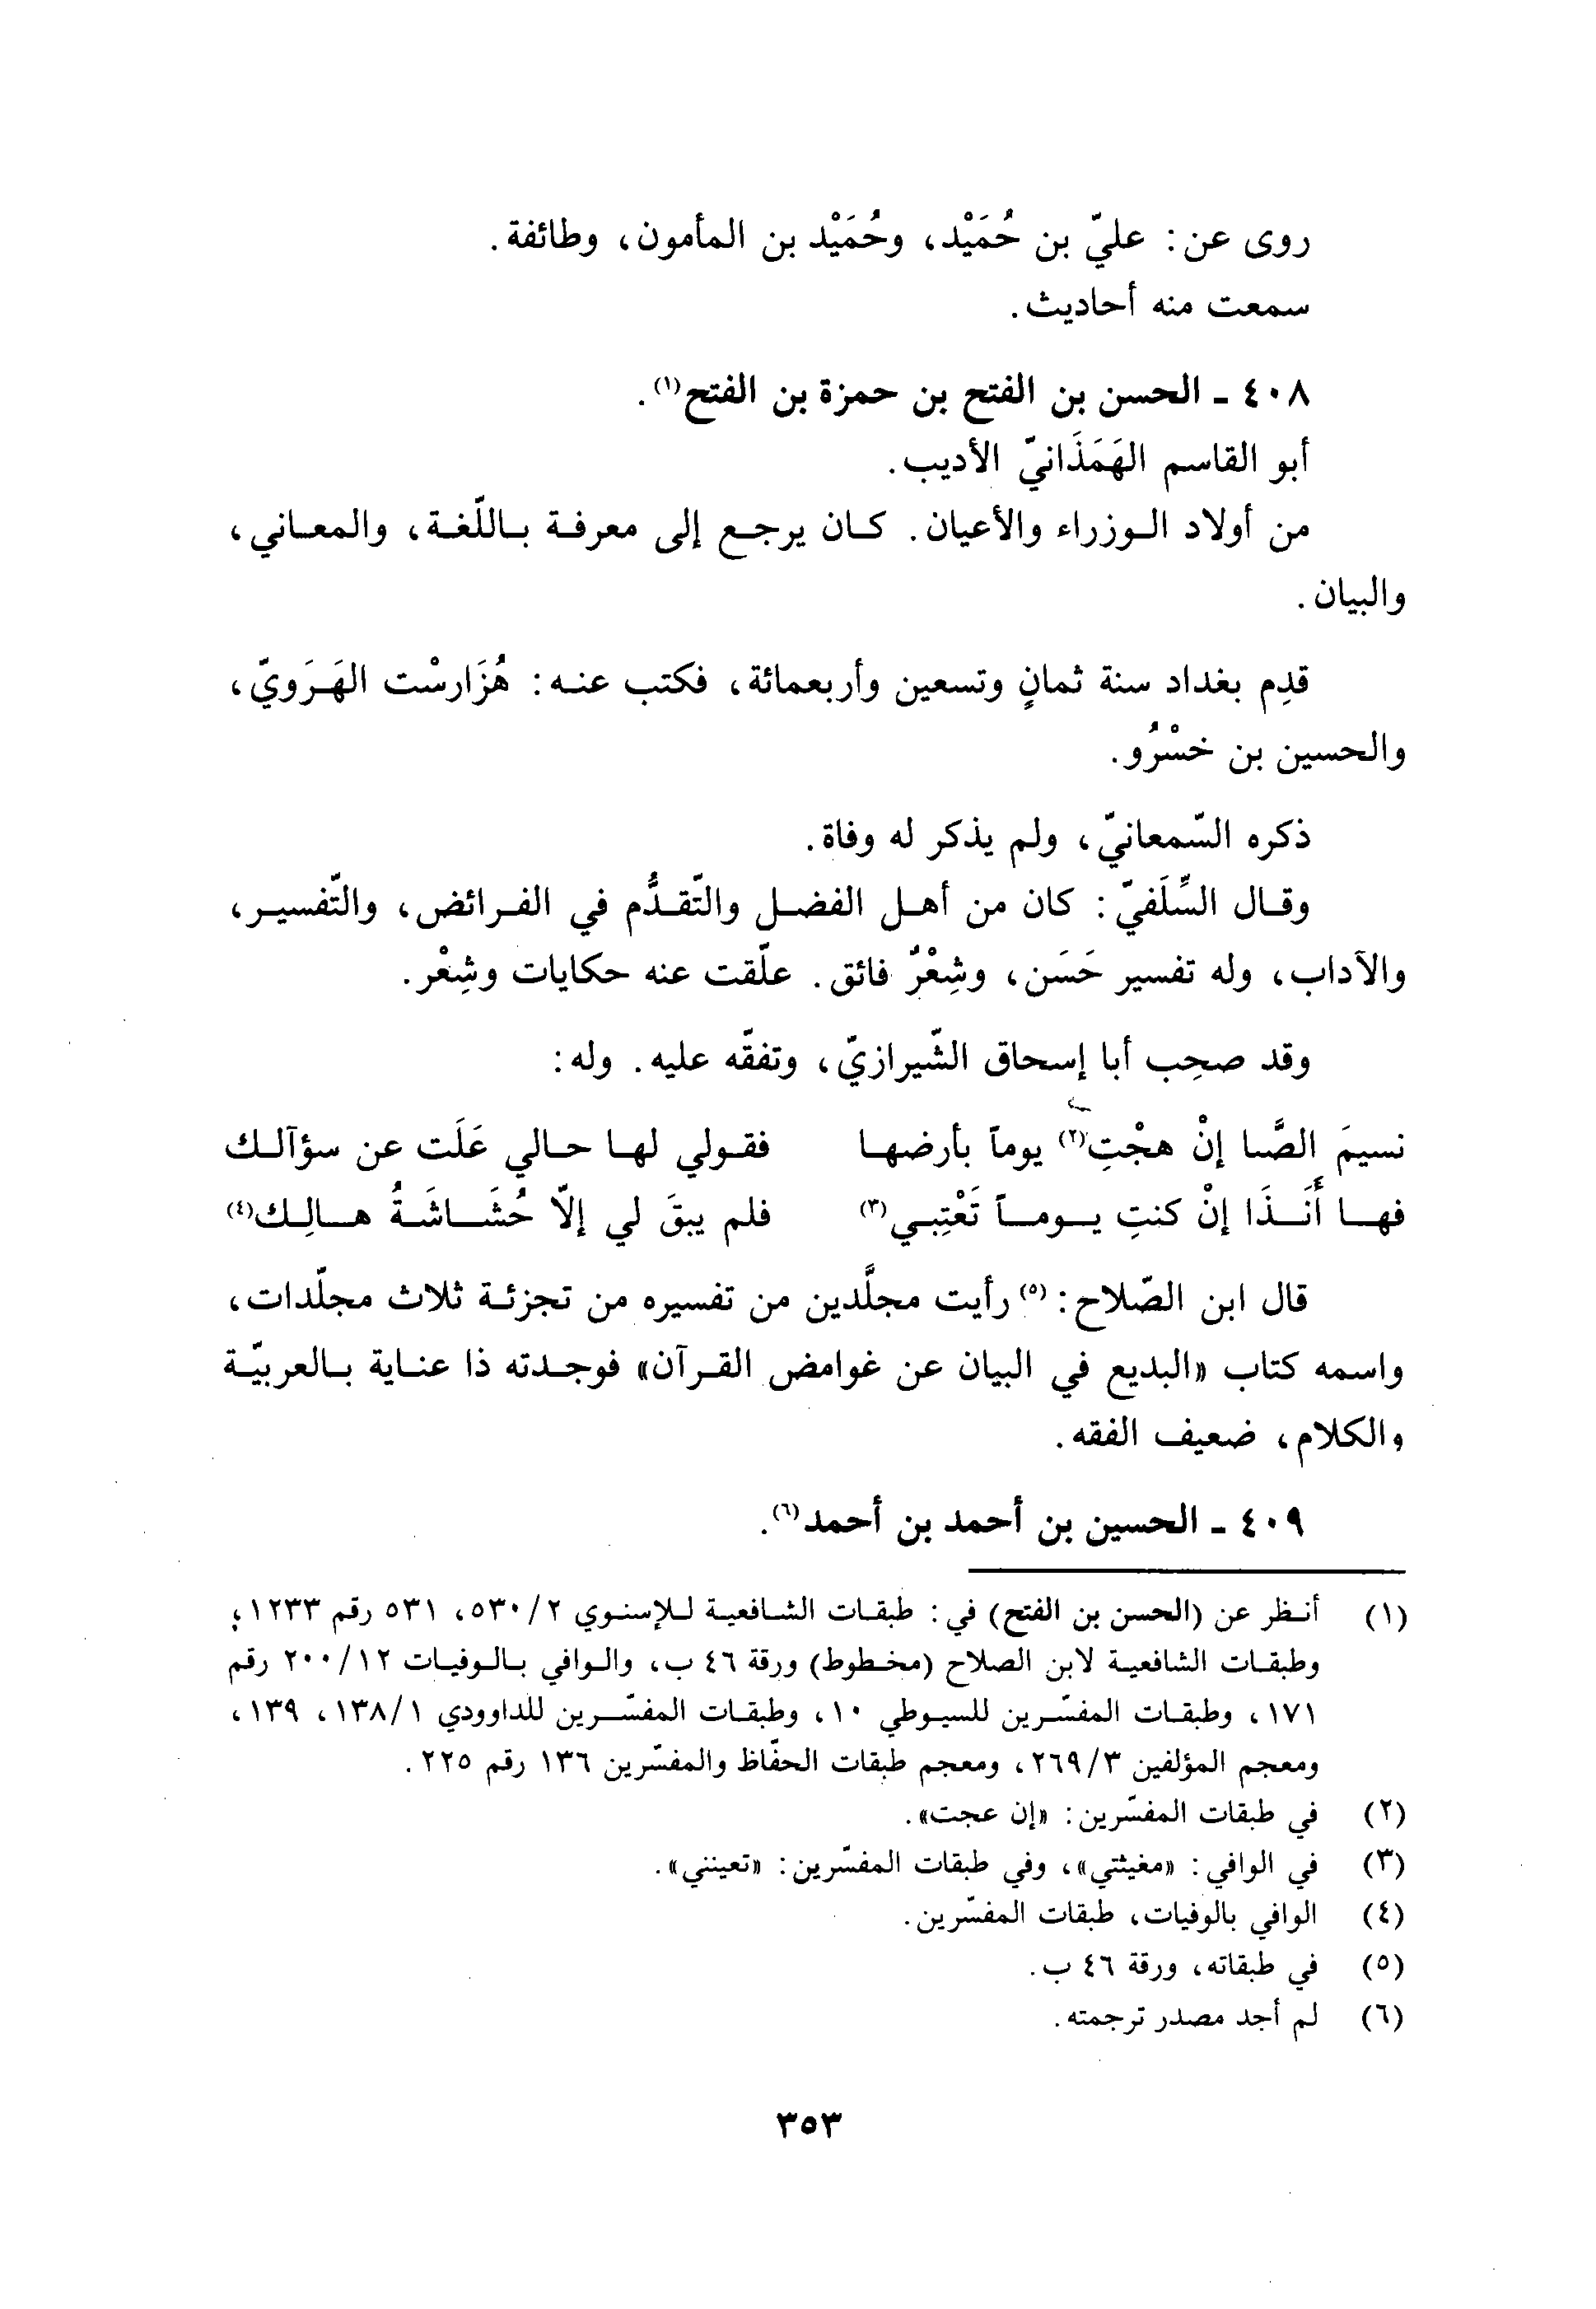 روى عن: عليّ بن حُمَيْد، وحُمَيْد بن المأمون، وطائفة.
سمعت منه أحاديث.
٤٠٨ - الحسن بن الفتح بن حمزة بن الفتح(١).
أبو القاسم الهَمَذَانيّ الأديب.
من أولاد الوزراء والأعيان. كان يرجع إلى معرفة باللّغة، والمعاني،
والبيان.
قدِم بغداد سنة ثمانٍ وتسعين وأربعمائة، فكتب عنه: هُزَارسْت الهَرَويّ،
والحسين بن خسْرُو.
ذكره السّمعانيّ، ولم يذكر له وفاة.
وقال السِّلَفيّ: كان من أهل الفضل والتّقدُّم في الفرائض، والتّفسير،
والآداب، وله تفسير حَسَن، وشِعْرٌ فائق. علّقت عنه حكايات وشِعْر.
وقد صحِب أبا إسحاق الشّيرازيّ، وتفقّه عليه. وله:
نسيمَ الصَّبا إنْ هجْتِ(٢) يوماً بأرضها فقولي لها حالي عَلَت عن سؤآلك
فها أَنَذَا إنْ كنتِ يوماً تَعْتِبي(٣) فلم يبقَ لي إلّا حُشَاشَةُ هالِك(٤)
قال ابن الصّلاح:(٥) رأيت مجلَّدين من تفسيره من تجزئة ثلاث مجلّدات،
واسمه كتاب «البديع في البيان عن غوامض القرآن» فوجدته ذا عناية بالعربيّة
والكلام، ضعيف الفقه.
٤٠٩ - الحسين بن أحمد بن أحمد(٦).
(١) أنظر عن (الحسن بن الفتح) في: طبقات الشافعية للإسنوي ٢/ ٥٣٠، ٥٣١ رقم ١٢٣٣،
وطبقات الشافعية لابن الصلاح (مخطوط) ورقة ٤٦ ب، والوافي بالوفيات ١٢/ ٢٠٠ رقم
١٧١، وطبقات المفسّرين للسيوطي ١٠، وطبقات المفسّرين للداوودي ١/ ١٣٨، ١٣٩،
ومعجم المؤلفين ٣/ ٢٦٩، ومعجم طبقات الحفّاظ والمفسّرين ١٣٦ رقم ٢٢٥.
(٢) في طبقات المفسّرين: «إن عجت».
(٣) في الوافي: «مغيثتي»، وفي طبقات المفسّرين: «تعينني».
(٤) الوافي بالوفيات، طبقات المفسّرين.
(٥) في طبقاته، ورقة ٤٦ ب.
(٦) لم أجد مصدر ترجمته.
٣٥٣